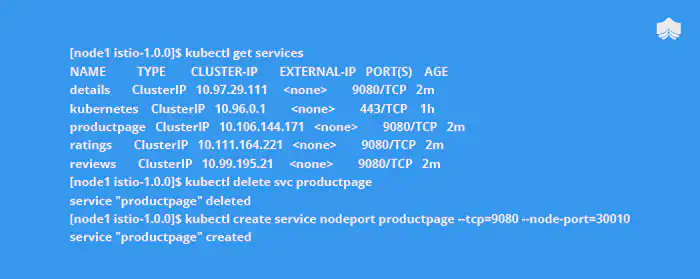 [node1 istio-1.0.0]$ kubectl get services
NAME TYPE CLUSTER-IP EXTERNAL-IP PORT(S) AGE
details ClusterIP 10.97.29.111 <none> 9080/TCP 2m
kubernetes ClusterIP 10.96.0.1 <none> 443/TCP 1h
productpage ClusterIP 10.106.144.171 <none> 9080/TCP 2m
ratings ClusterIP 10.111.164.221 <none> 9080/TCP 2m
reviews ClusterIP 10.99.195.21 <none> 9080/TCP 2m
[node1 istio-1.0.0]$ kubectl delete svc productpage
service "productpage" deleted
[node1 istio-1.0.0]$ kubectl create service nodeport productpage --tcp=9080 --node-port=30010
service "productpage" created